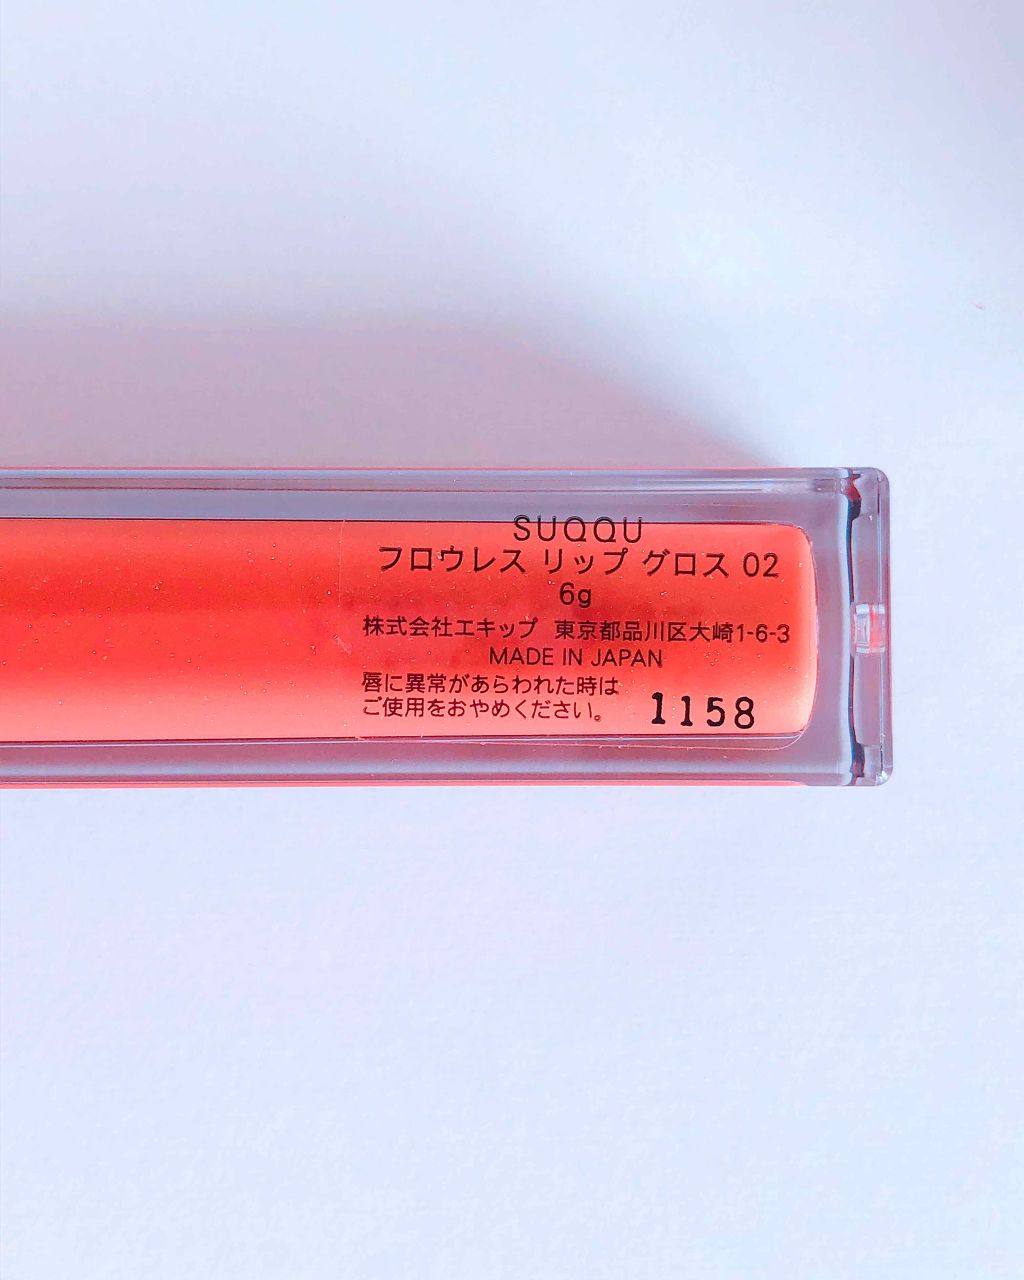 SUQQU
フロウレス リップ グロス 02
6g
株式会社エキップ 東京都品川区大崎1-6-3
MADE IN JAPAN
唇に異常があらわれた時は
ご使用をおやめください。
1158